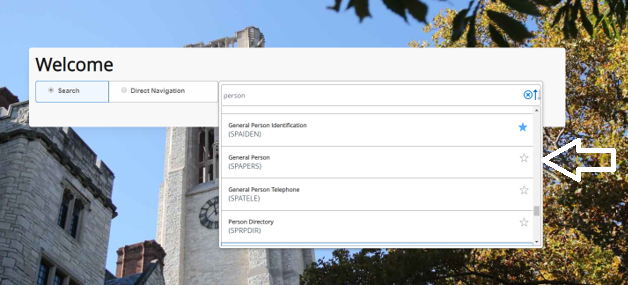 Welcome
Search
Direct Navigation
person
General Person Identification
(SPAIDEN)
General Person
(SPAPERS)
General Person Telephone
(SPATELE)
Person Directory
(SPRPDIR)